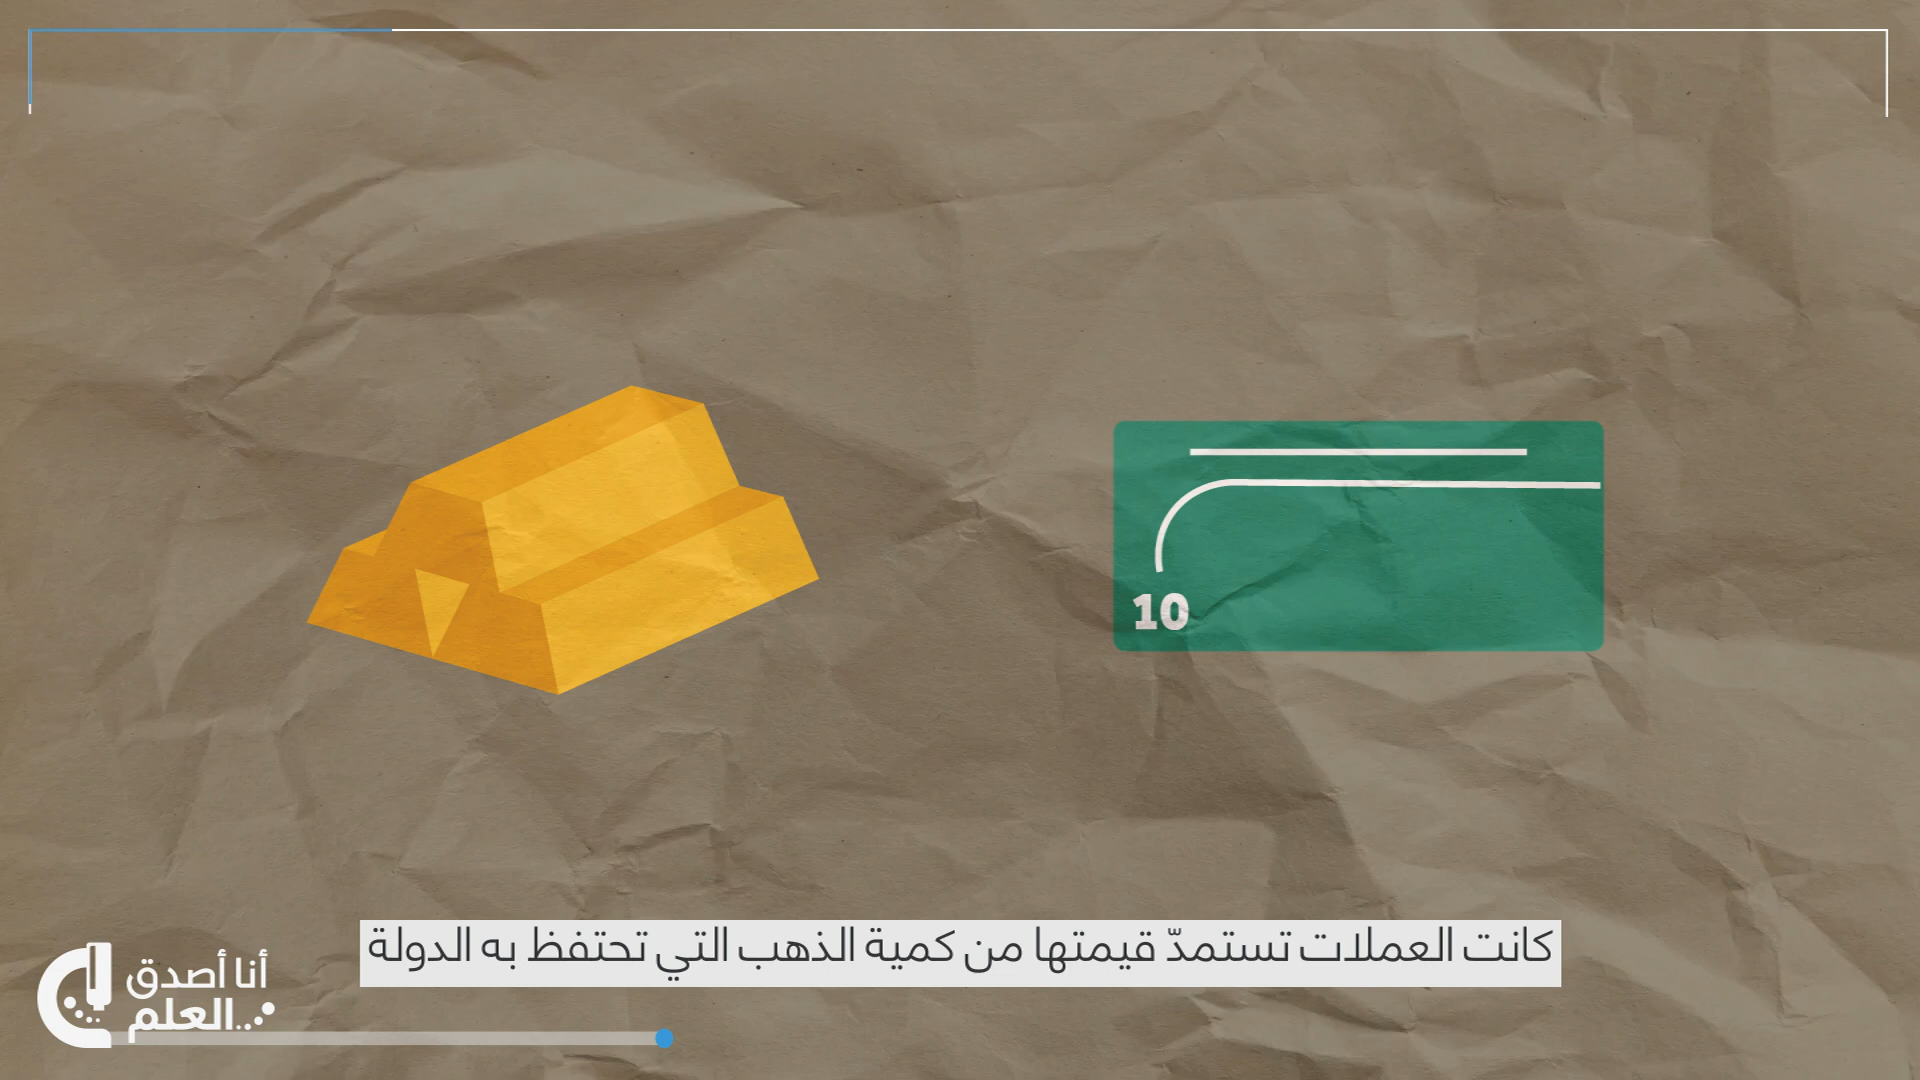 10
كانت العملات تستمدّ قيمتها من كمية الذهب التي تحتفظ به الدولة
أنا أصدق
العلم..